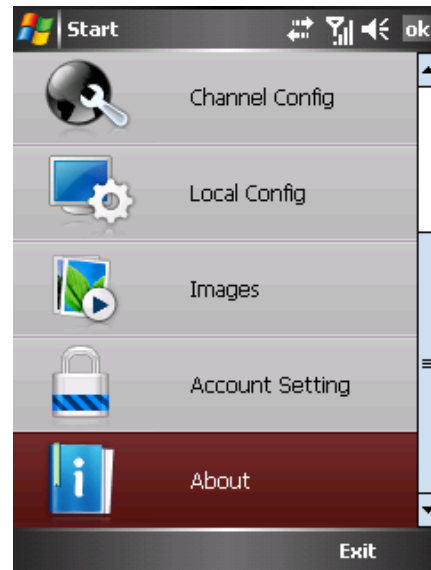 Start
ok
Channel Config
Local Config
Images
Account Setting
i
About
Exit